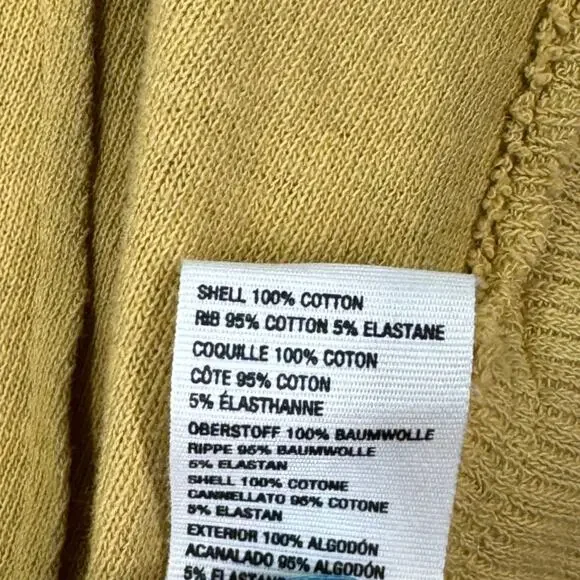 SHELL 100% COTTON
RIB 95% COTTON 5% ELASTANE
COQUILLE 100% COTON
CÔTE 95% COTON
5% ÉLASTHANNE
OBERSTOFF 100% BAUMWOLLE
RIPPE 95% BAUMWOLLE
5% ELASTAN
SHELL 100% COTONE
CANNELLATO 95% COTONE
5% ELASTAN
EXTERIOR 100% ALGODÓN
ACANALADO 95% ALGODÓN
5% ELASTANO